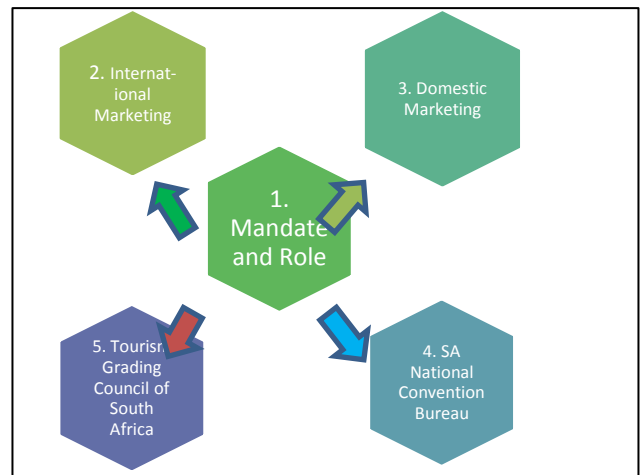 1.
Mandate
and Role
2. Internat-
ional
Marketing
3. Domestic
Marketing
4. SA
National
Convention
Bureau
5. Tourism
Grading
Council of
South
Africa